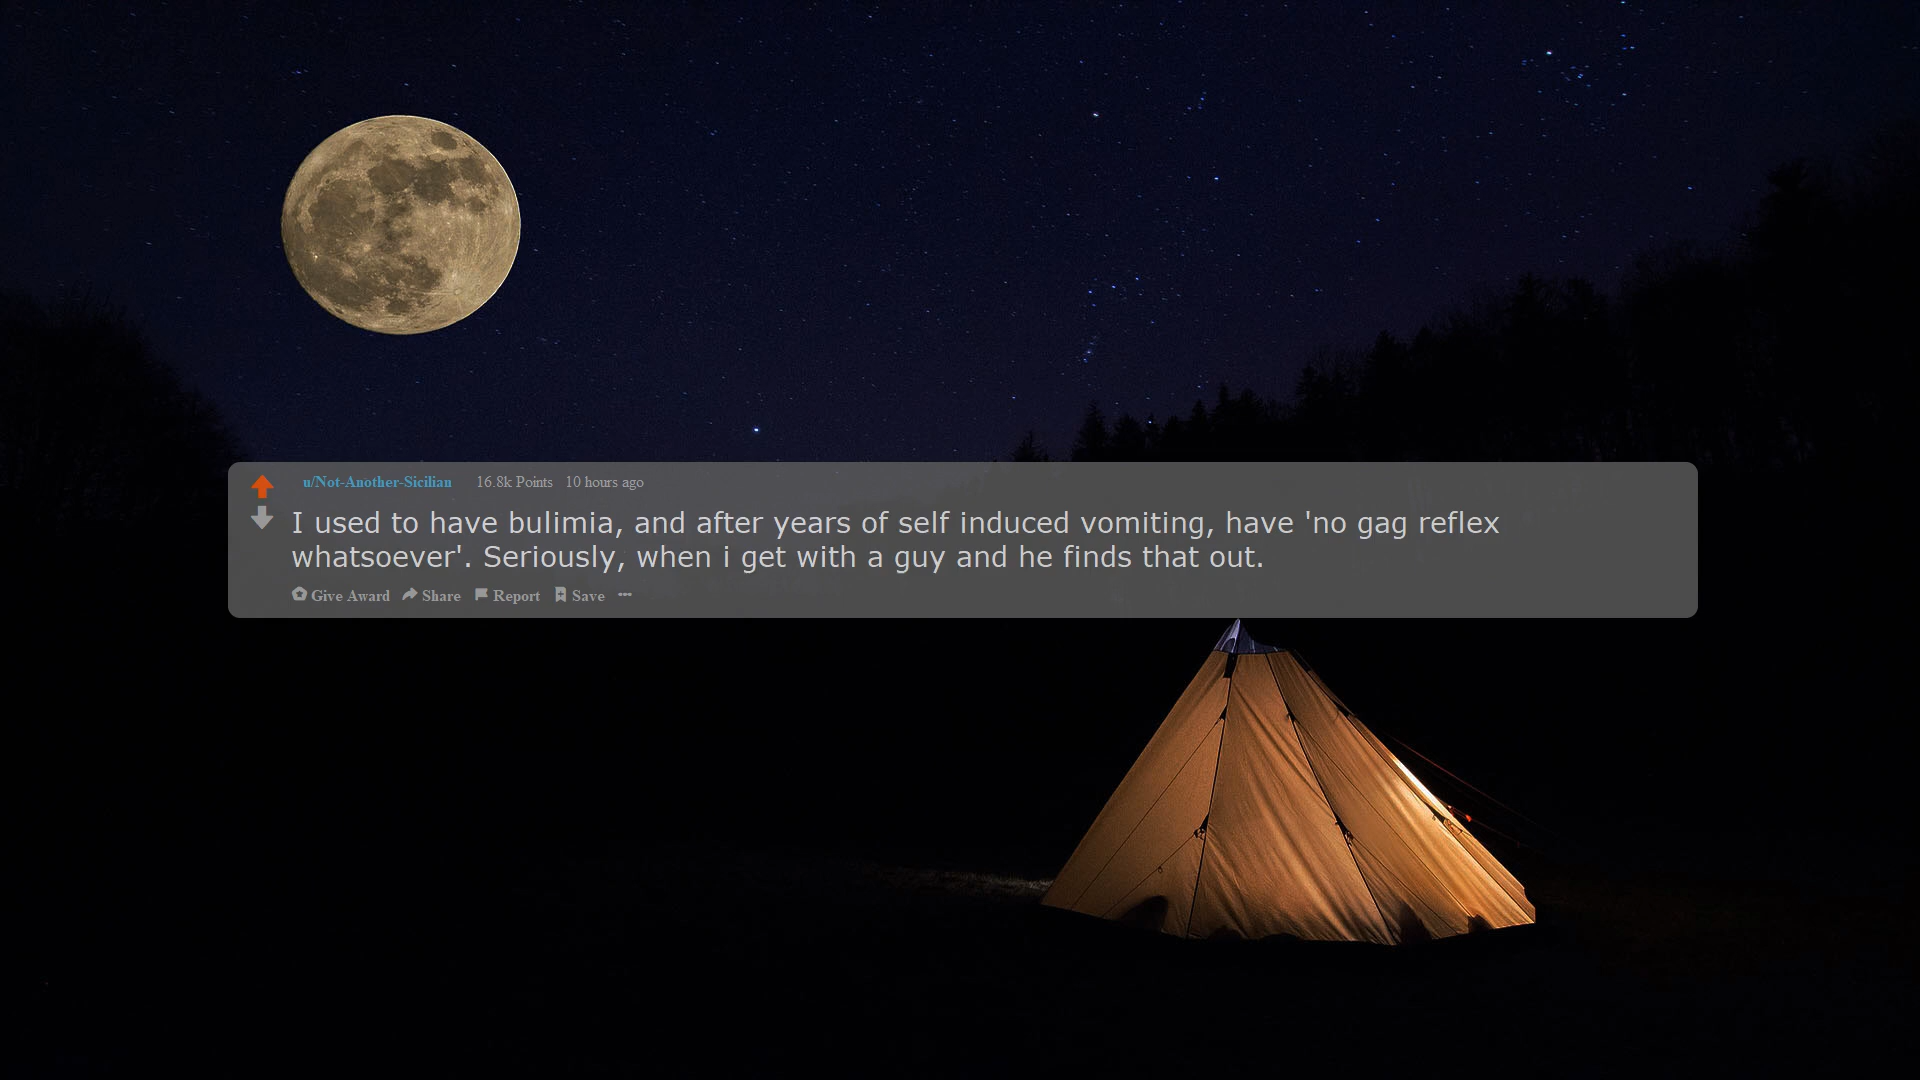 u/Not-Another-Sicilian 16.8k Points 10 hours ago
I used to have bulimia, and after years of self induced vomiting, have 'no gag reflex
whatsoever'. Seriously, when i get with a guy and he finds that out.
Give Award Share Report Save